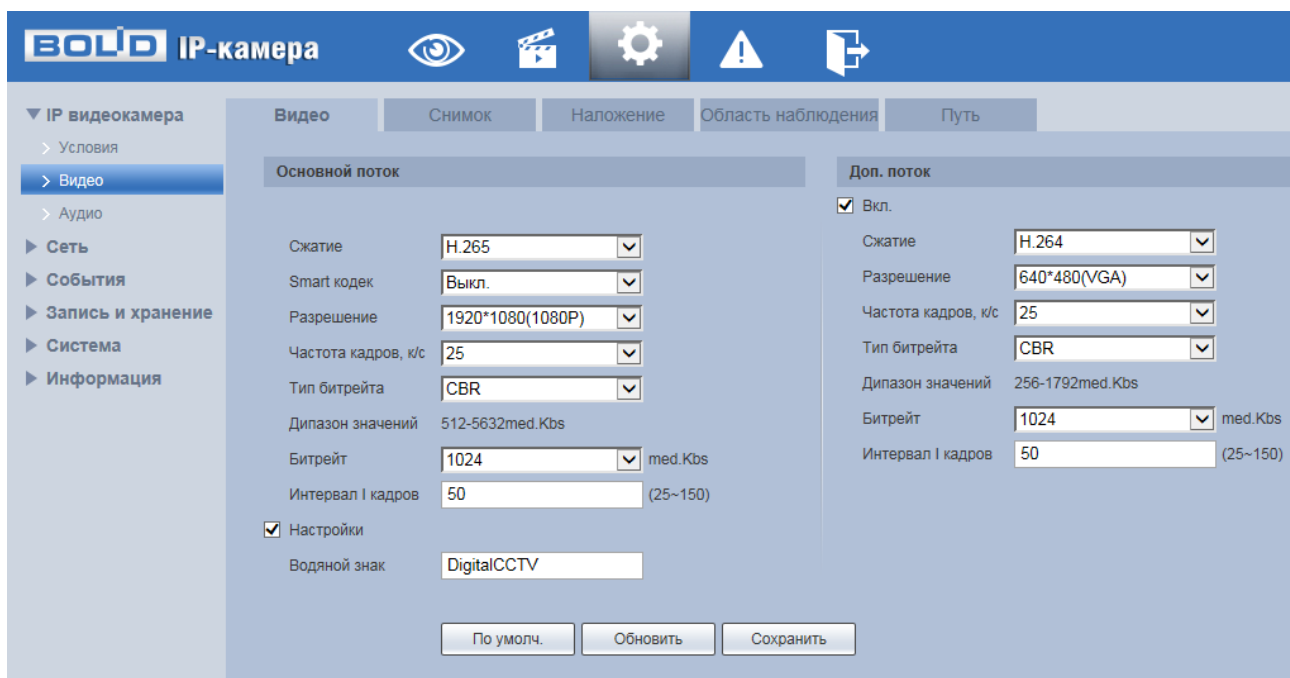 BOLID IP-камера
IP видеокамера
Условия
Видео
Аудио
Сеть
События
Запись и хранение
Система
Информация
Видео
Снимок
Наложение
Область наблюдения
Путь
Основной поток
Сжатие H.265
Smart кодек Выкл.
Разрешение 1920*1080(1080P)
Частота кадров, к/с 25
Тип битрейта CBR
Дипазон значений 512-5632med.Kbs
Битрейт 1024 med.Kbs
Интервал I кадров 50 (25~150)
Настройки
Водяной знак DigitalCCTV
По умолч.
Обновить
Сохранить
Доп. поток
Вкл.
Сжатие H.264
Разрешение 640*480(VGA)
Частота кадров, к/с 25
Тип битрейта CBR
Дипазон значений 256-1792med.Kbs
Битрейт 1024 med.Kbs
Интервал I кадров 50 (25~150)